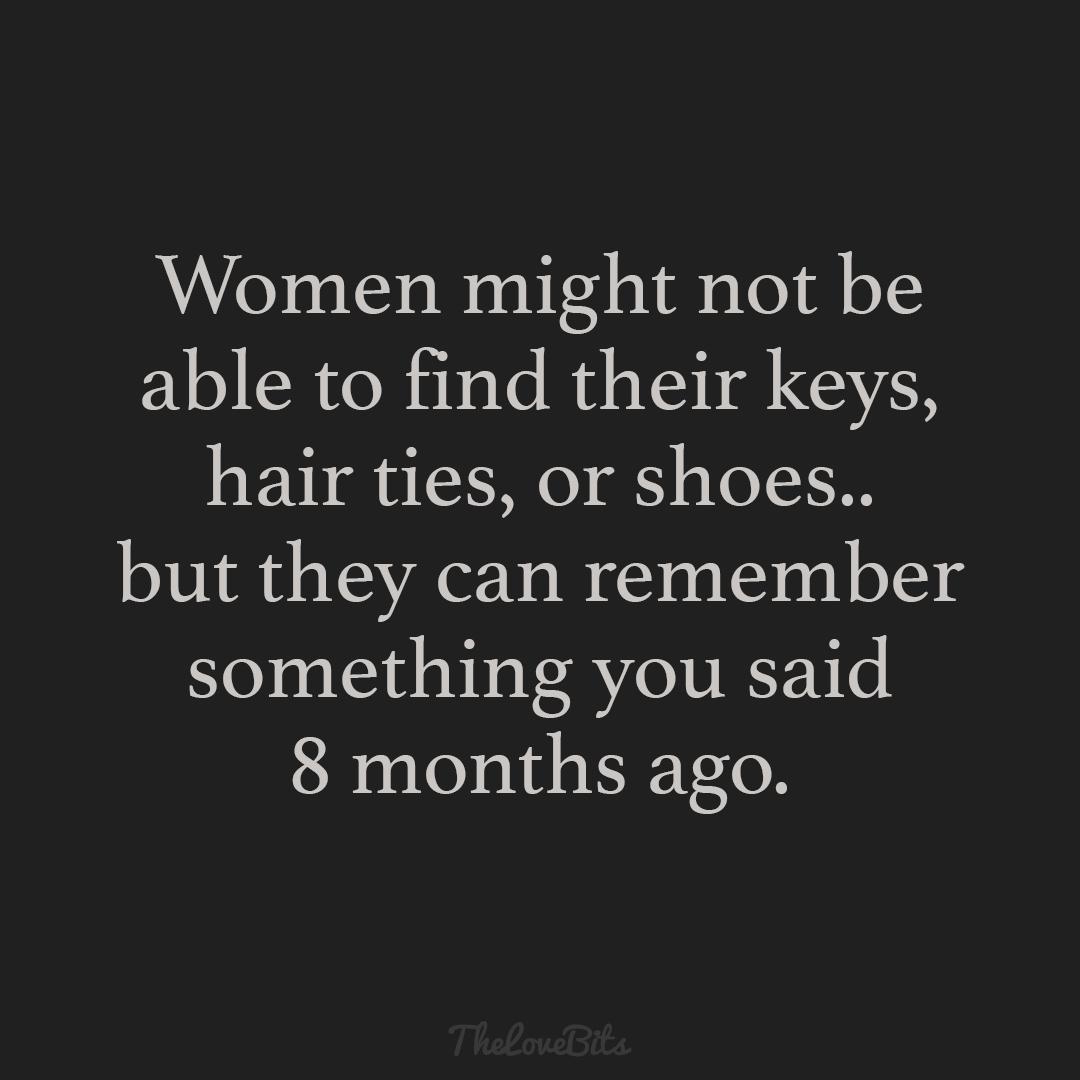 Women might not be
able to find their keys,
hair ties, or shoes..
but they can remember
something you said
8 months ago.
TheLoveBits